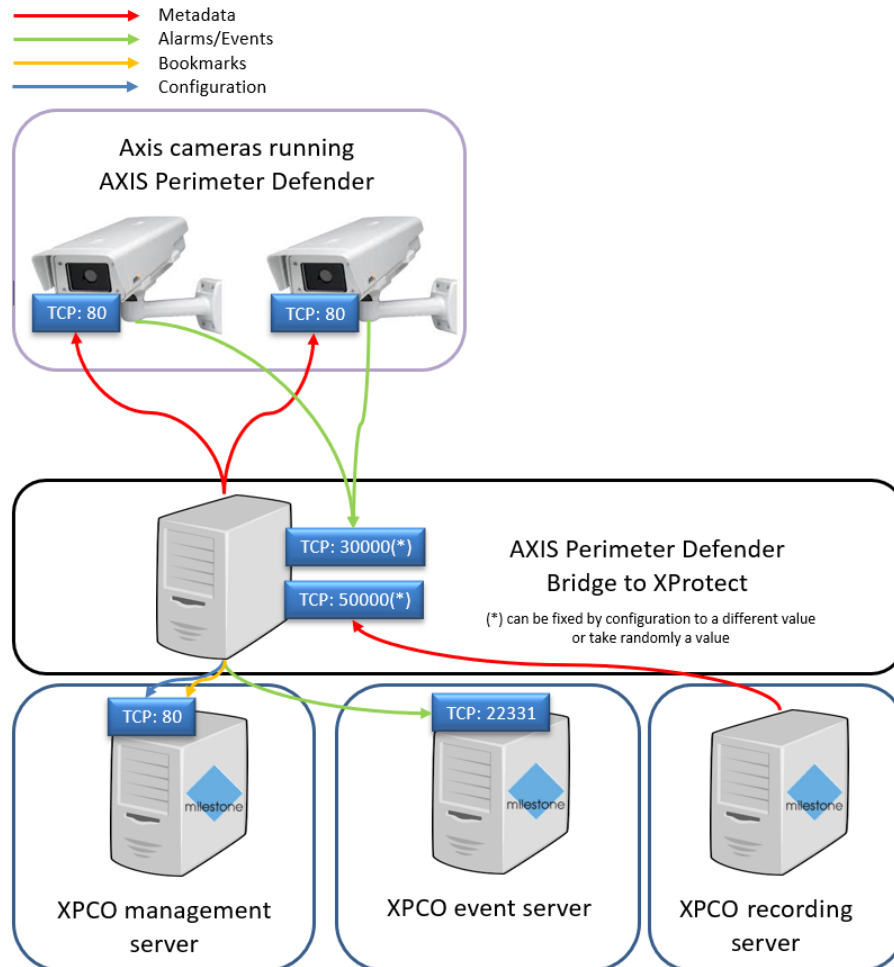 Metadata
Alarms/Events
Bookmarks
Configuration
Axis cameras running
AXIS Perimeter Defender
TCP: 80
TCP: 80
TCP: 30000(*)
TCP: 50000(*)
AXIS Perimeter Defender
Bridge to XProtect
(*) can be fixed by configuration to a different value
or take randomly a value
TCP: 80
TCP: 22331
milestone
milestone
milestone
XPCO management
server
XPCO event server
XPCO recording
server